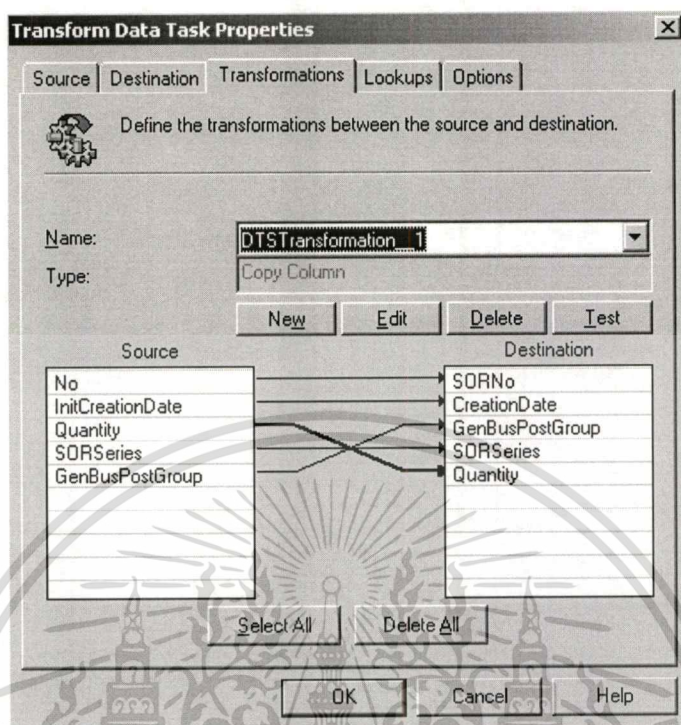 Transform Data Task Properties
Source Destination Transformations Lookups Options
Define the transformations between the source and destination.
Name: DTSTransformation__1
Type: Copy Column
New Edit Delete Test
Source Destination
No SORNo
InitCreationDate CreationDate
Quantity GenBusPostGroup
SORSeries SORSeries
GenBusPostGroup Quantity
Select All Delete All
OK Cancel Help